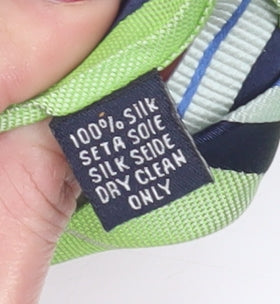 100% SilK
SETA SOIE
SILK SEIDE
DRY CLEAN
ONLY